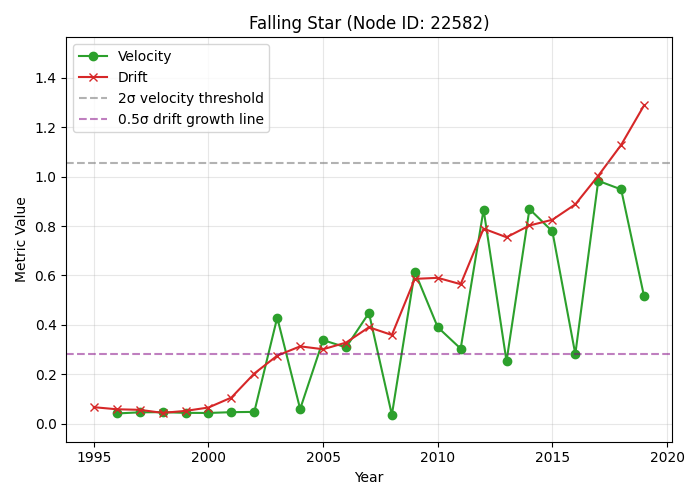 Falling Star (Node ID: 22582)
Velocity
Drift
2σ velocity threshold
0.5σ drift growth line
Metric Value
1.4
1.2
1.0
0.8
0.6
0.4
0.2
0.0
1995 2000 2005 2010 2015 2020
Year